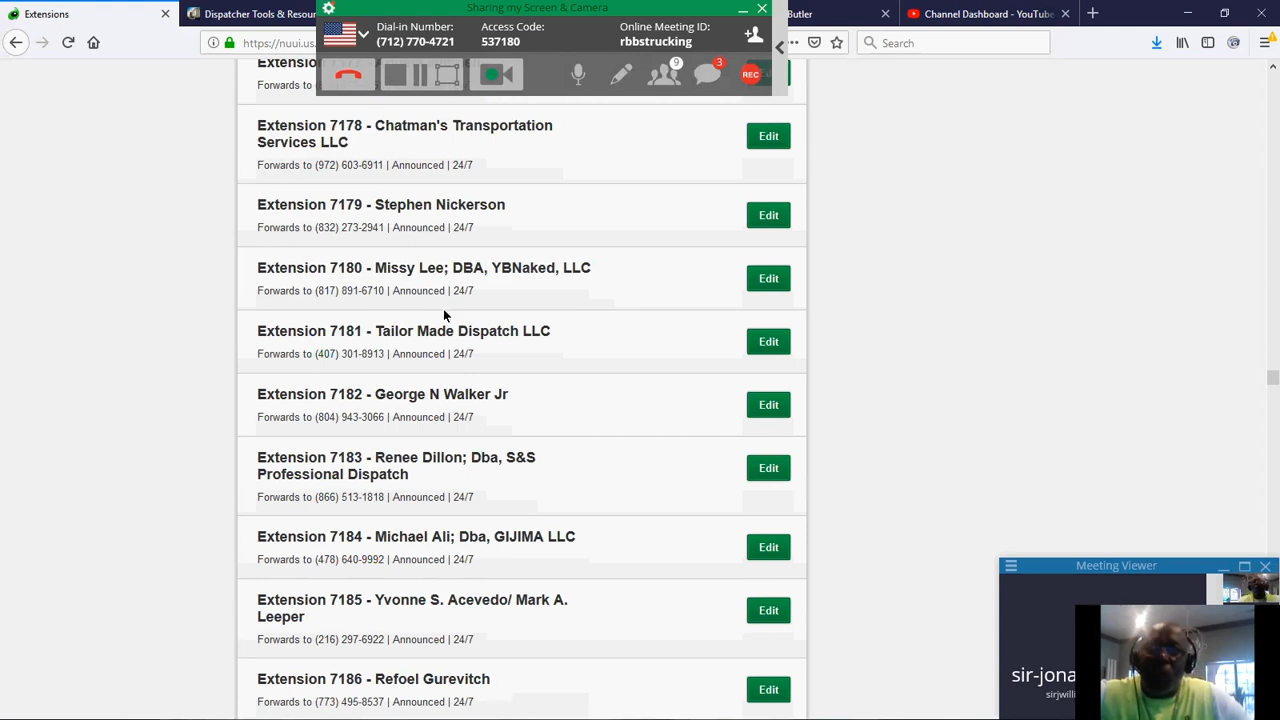 Sharing my Screen & Camera
Extensions
Dispatcher Tools & Resou
Butler
Channel Dashboard - YouTube
Dial-in Number:
(712) 770-4721
Access Code:
537180
Online Meeting ID:
rbbstrucking
https://nuui.us.
Search
9
3
REC
Extension 7178 - Chatman's Transportation
Services LLC
Forwards to (972) 603-6911 | Announced | 24/7
Edit
Extension 7179 - Stephen Nickerson
Forwards to (832) 273-2941 | Announced | 24/7
Edit
Extension 7180 - Missy Lee; DBA, YBNaked, LLC
Forwards to (817) 891-6710 | Announced | 24/7
Edit
Extension 7181 - Tailor Made Dispatch LLC
Forwards to (407) 301-8913 | Announced | 24/7
Edit
Extension 7182 - George N Walker Jr
Forwards to (804) 943-3066 | Announced | 24/7
Edit
Extension 7183 - Renee Dillon; Dba, S&S
Professional Dispatch
Forwards to (866) 513-1818 | Announced | 24/7
Edit
Extension 7184 - Michael Ali; Dba, GIJIMA LLC
Forwards to (478) 640-9992 | Announced | 24/7
Edit
Extension 7185 - Yvonne S. Acevedo/ Mark A.
Leeper
Forwards to (216) 297-6922 | Announced | 24/7
Edit
Extension 7186 - Refoel Gurevitch
Forwards to (773) 495-8537 | Announced | 24/7
Edit
Meeting Viewer
sir-jona
sirjwilli